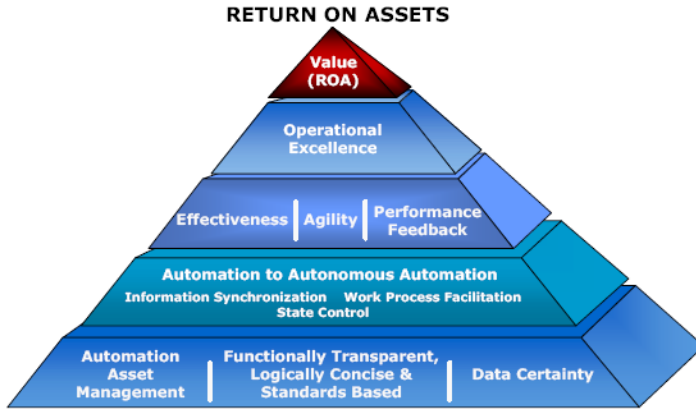 RETURN ON ASSETS
Value
(ROA)
Operational
Excellence
Effectiveness
Agility
Performance
Feedback
Automation to Autonomous Automation
Information Synchronization Work Process Facilitation
State Control
Automation
Asset
Management
Functionally Transparent,
Logically Concise &
Standards Based
Data Certainty